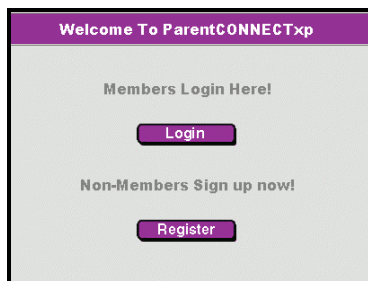 Welcome To ParentCONNECTxp
Members Login Here!
Login
Non-Members Sign up now!
Register